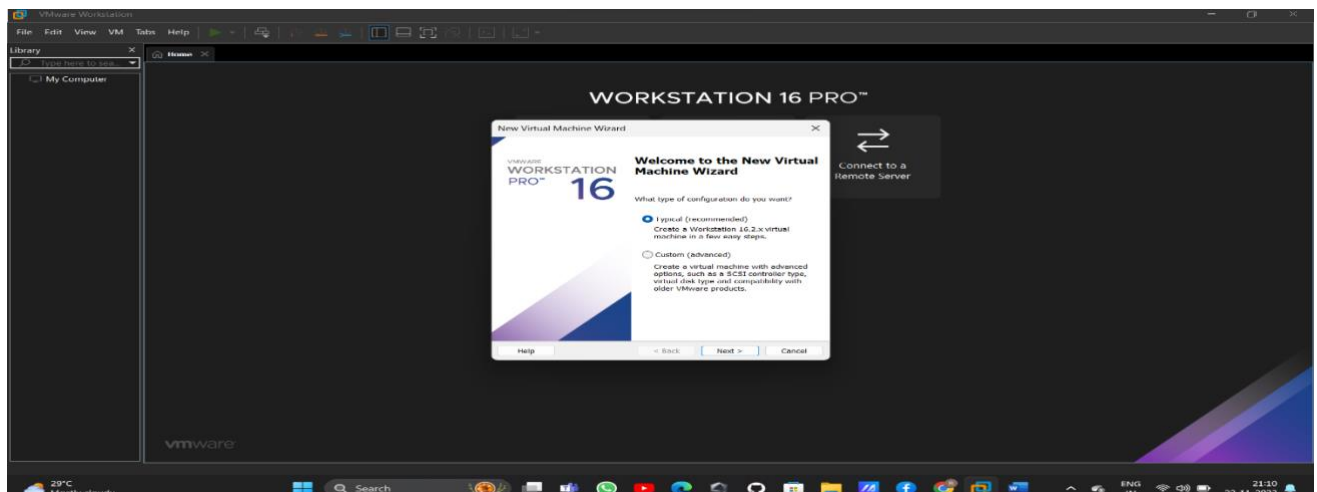 VMware Workstation
File Edit View VM Tabs Help
Library
Type here to sea...
Home
My Computer
WORKSTATION 16 PRO™
New Virtual Machine Wizard
VMWARE
WORKSTATION
PRO™ 16
Welcome to the New Virtual
Machine Wizard
What type of configuration do you want?
Typical (recommended)
Create a Workstation 16.2.x virtual
machine in a few easy steps.
Custom (advanced)
Create a virtual machine with advanced
options, such as a SCSI controller type,
virtual disk type and compatibility with
older VMware products.
Help
< Back
Next >
Cancel
Connect to a
Remote Server
vmware
29°C
Search
ENG
21:10